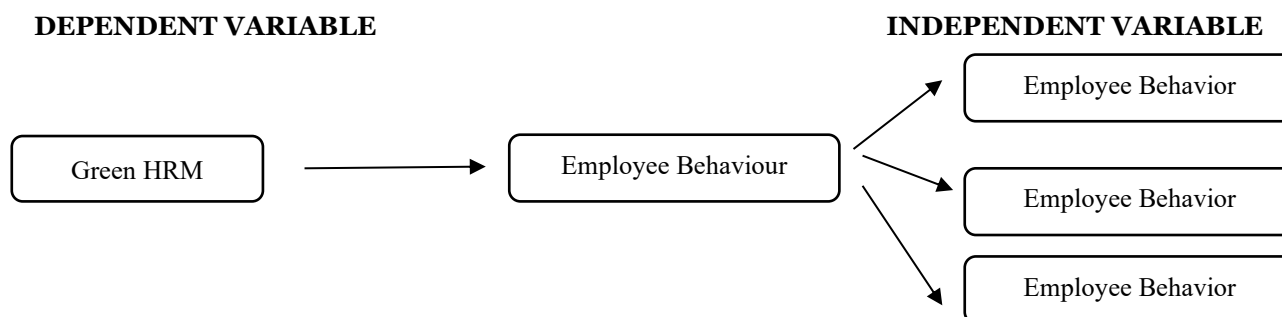 DEPENDENT VARIABLE
INDEPENDENT VARIABLE
Employee Behavior
Green HRM
Employee Behaviour
Employee Behavior
Employee Behavior